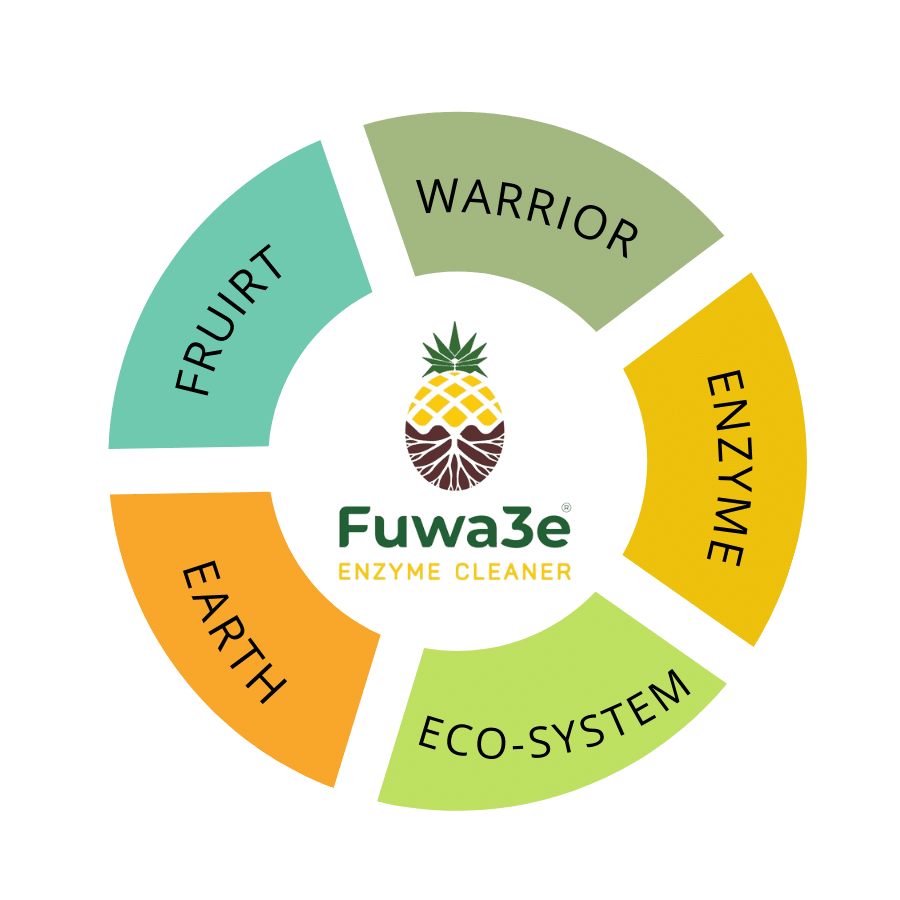 WARRIOR
ENZYME
ECO-SYSTEM
EARTH
FRUIRT
Fuwa3e®
ENZYME CLEANER